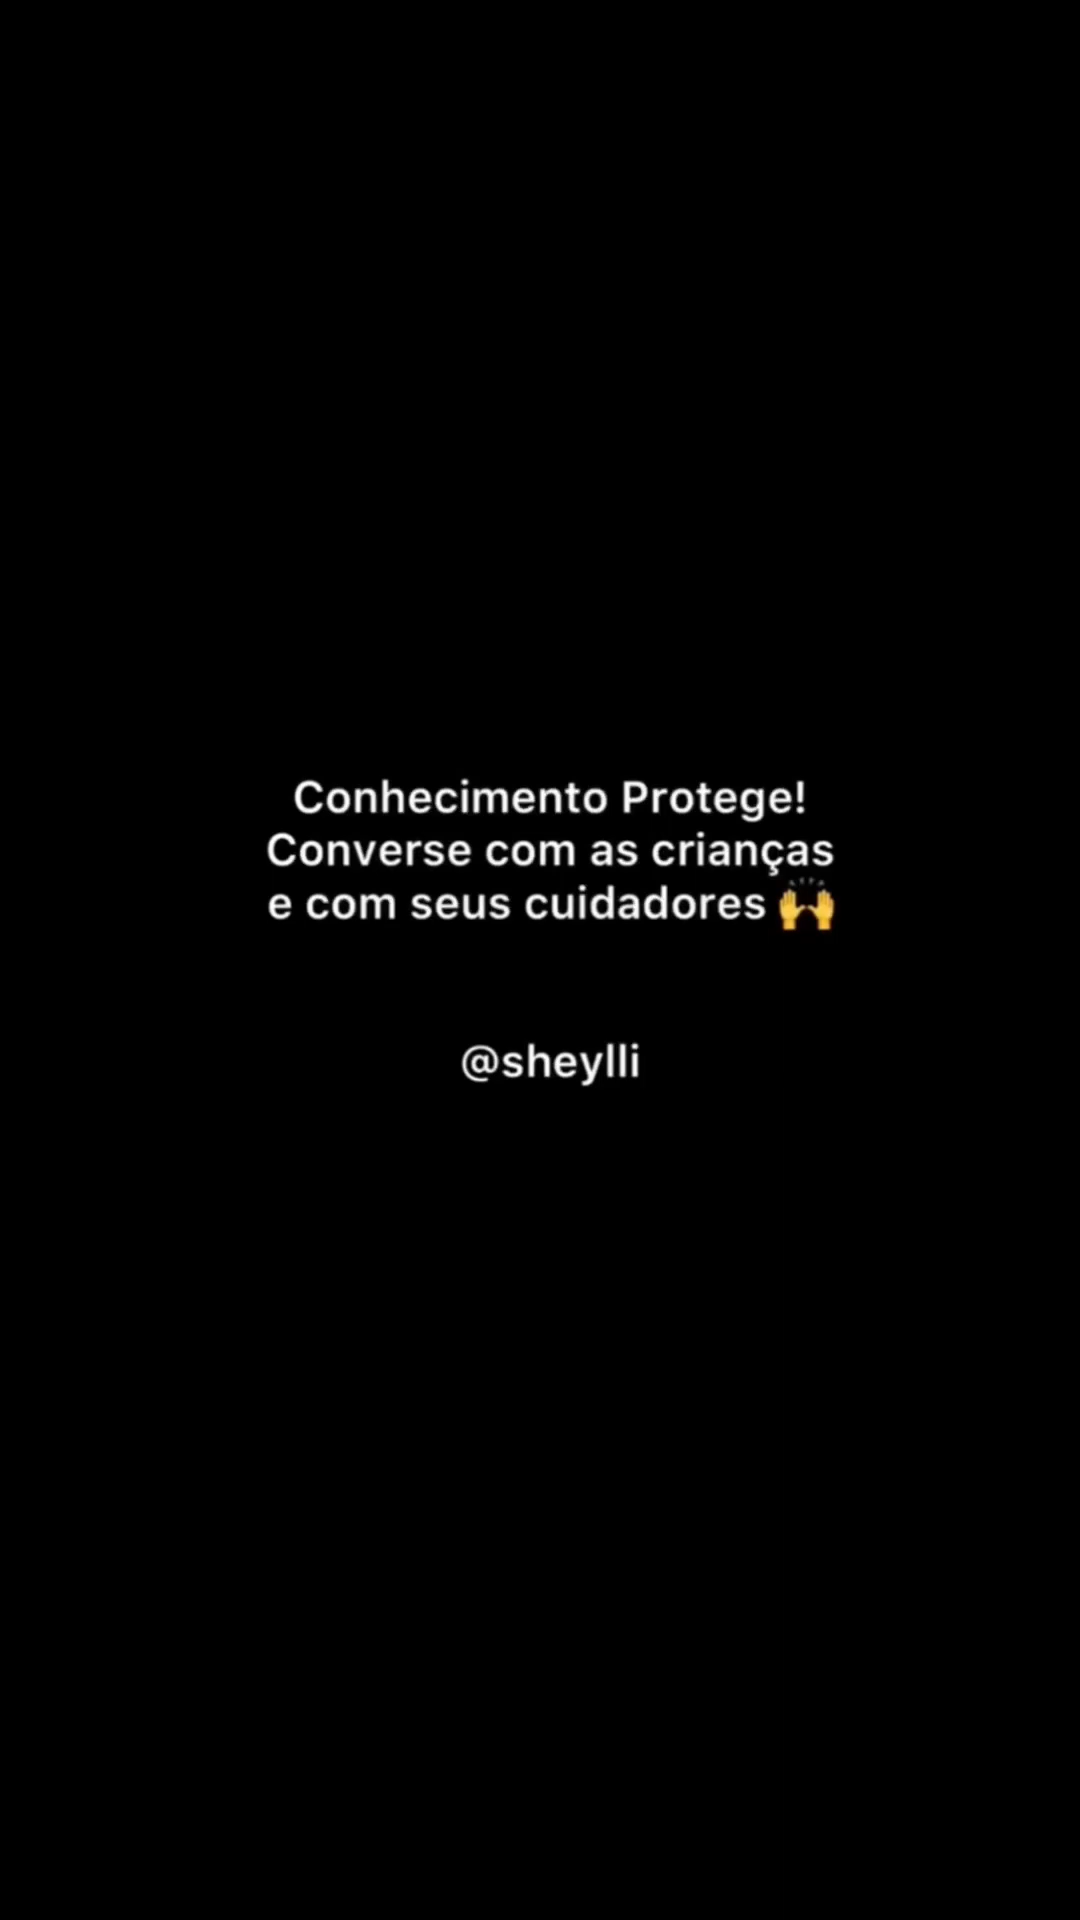 Conhecimento Protege!
Converse com as crianças
e com seus cuidadores 🙌
@sheylli